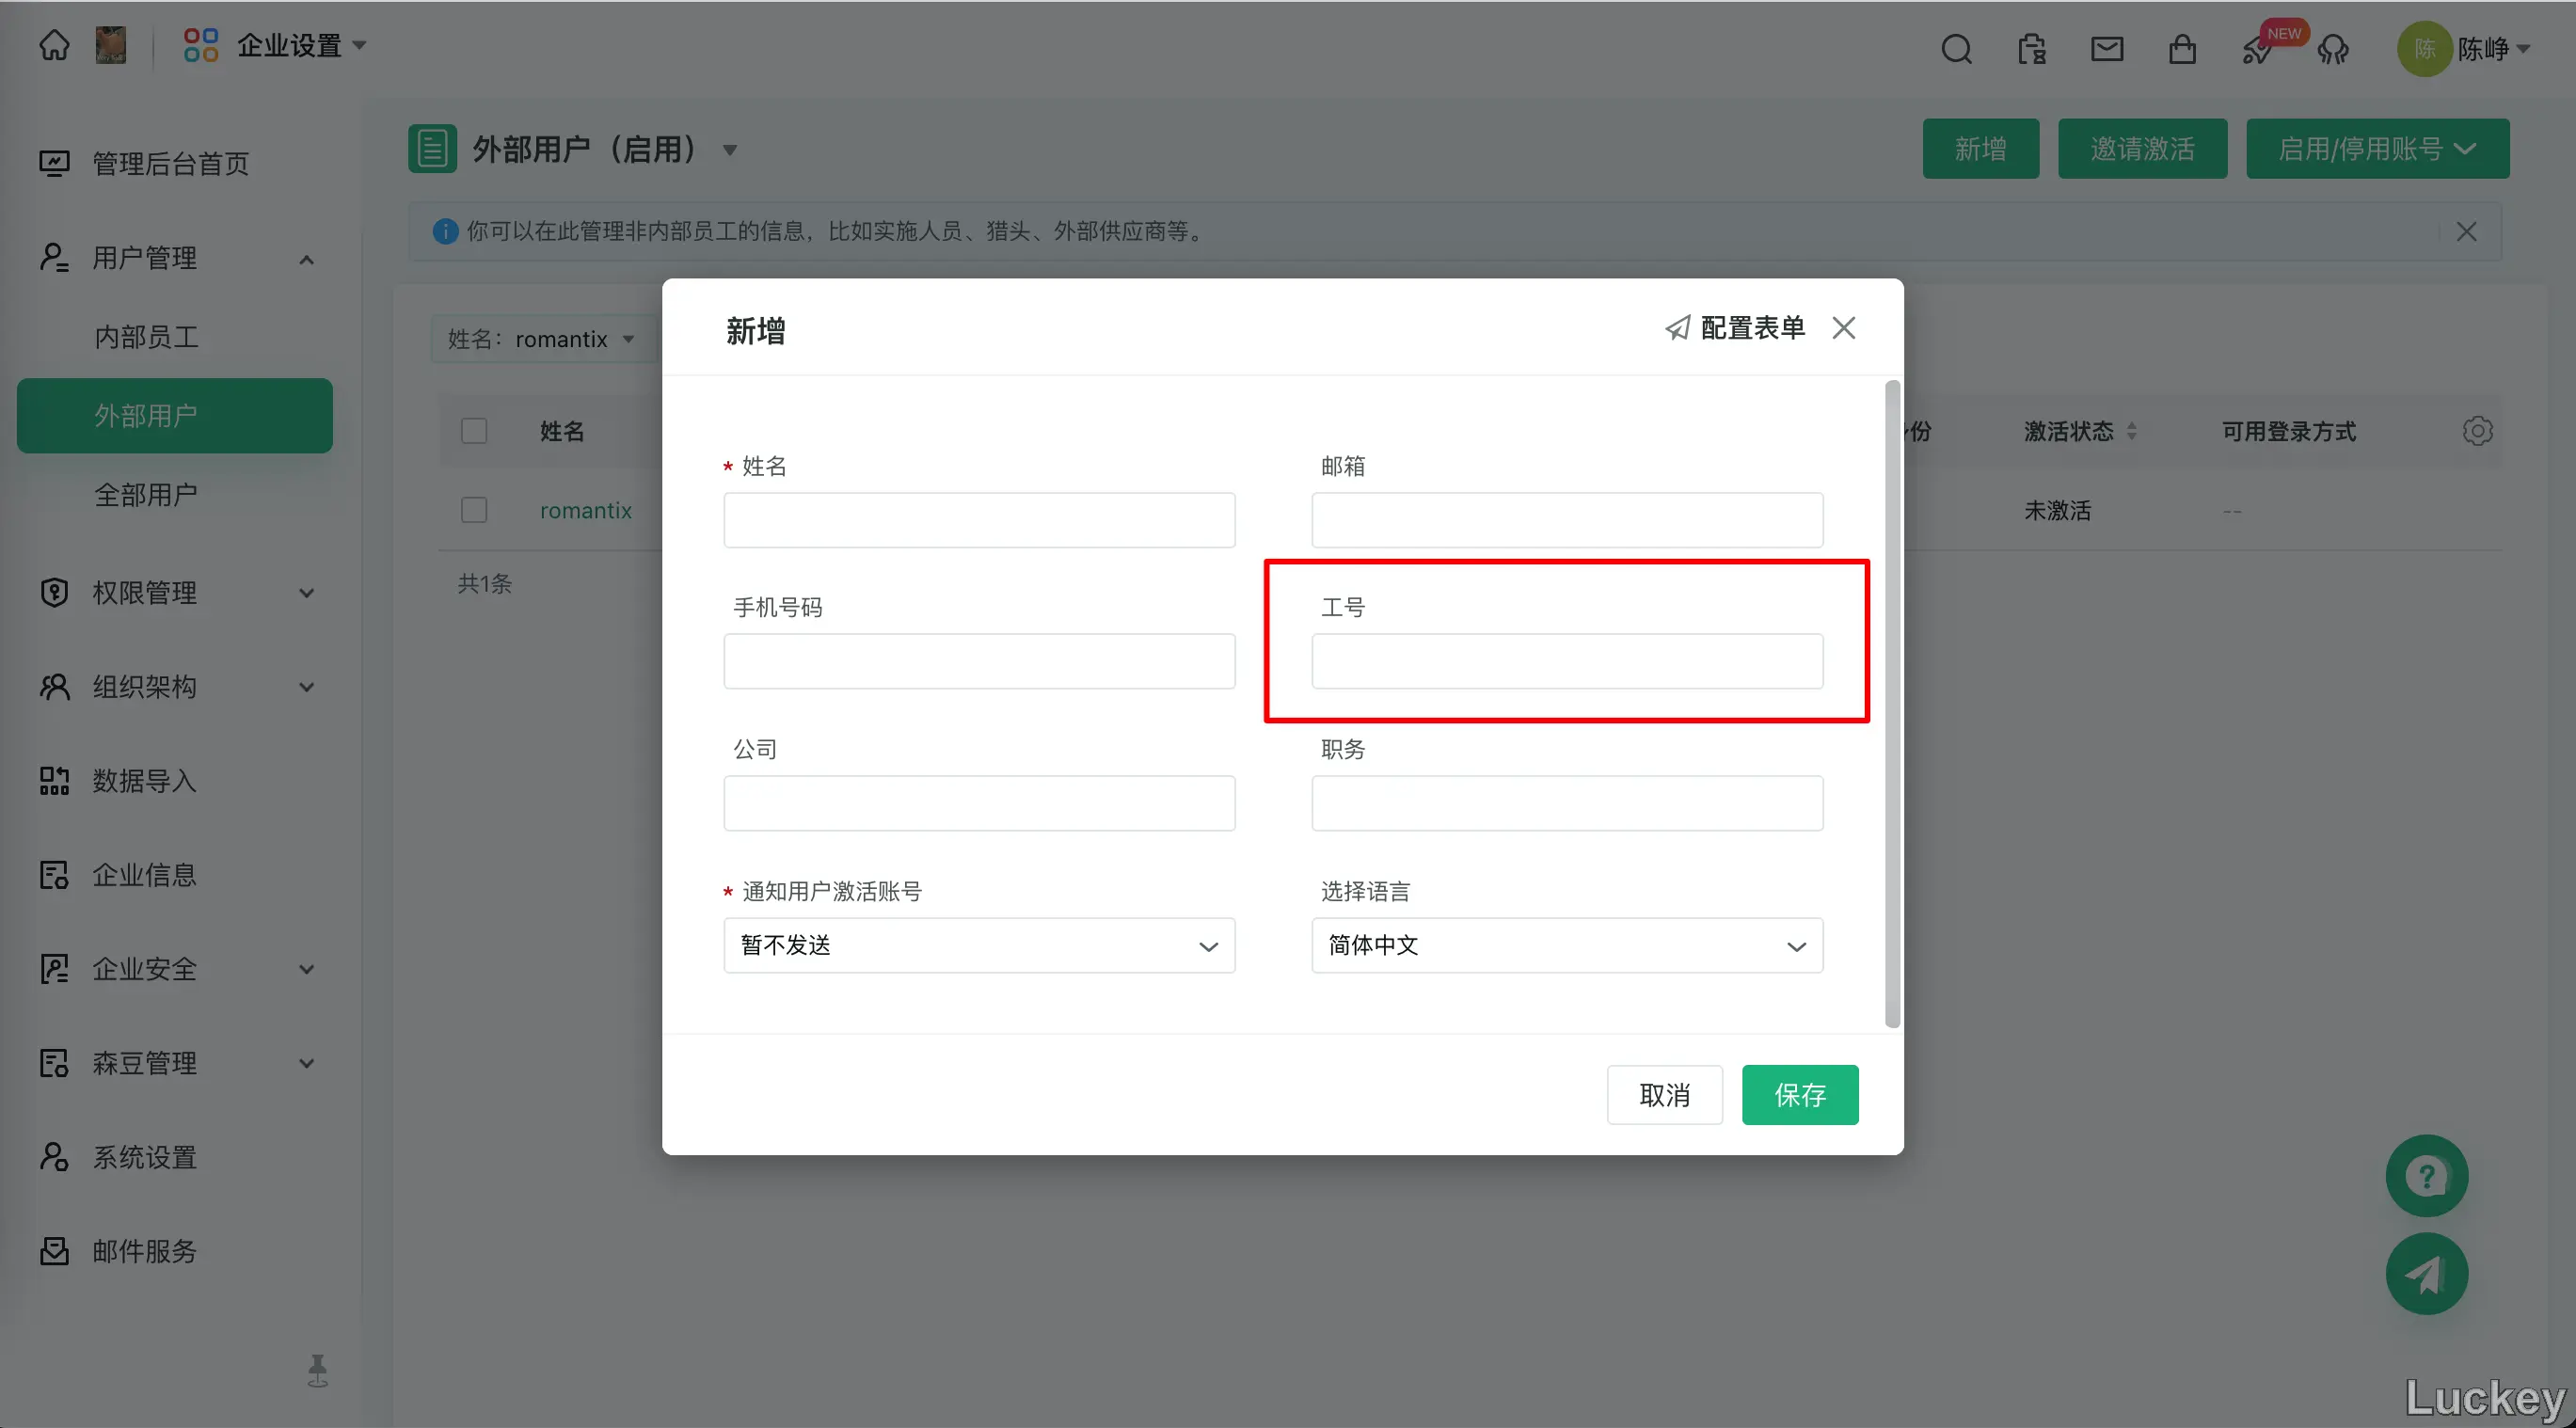 企业设置
NEW
陈 陈峥
管理后台首页
用户管理
内部员工
外部用户
全部用户
权限管理
组织架构
数据导入
企业信息
企业安全
森豆管理
系统设置
邮件服务
外部用户（启用）
新增 邀请激活 启用/停用账号
你可以在此管理非内部员工的信息，比如实施人员、猎头、外部供应商等。
姓名：romantix
姓名 份 激活状态 可用登录方式
romantix 未激活 --
共1条
新增 配置表单
* 姓名 邮箱
手机号码 工号
公司 职务
* 通知用户激活账号 选择语言
暂不发送 简体中文
取消 保存
Luckey